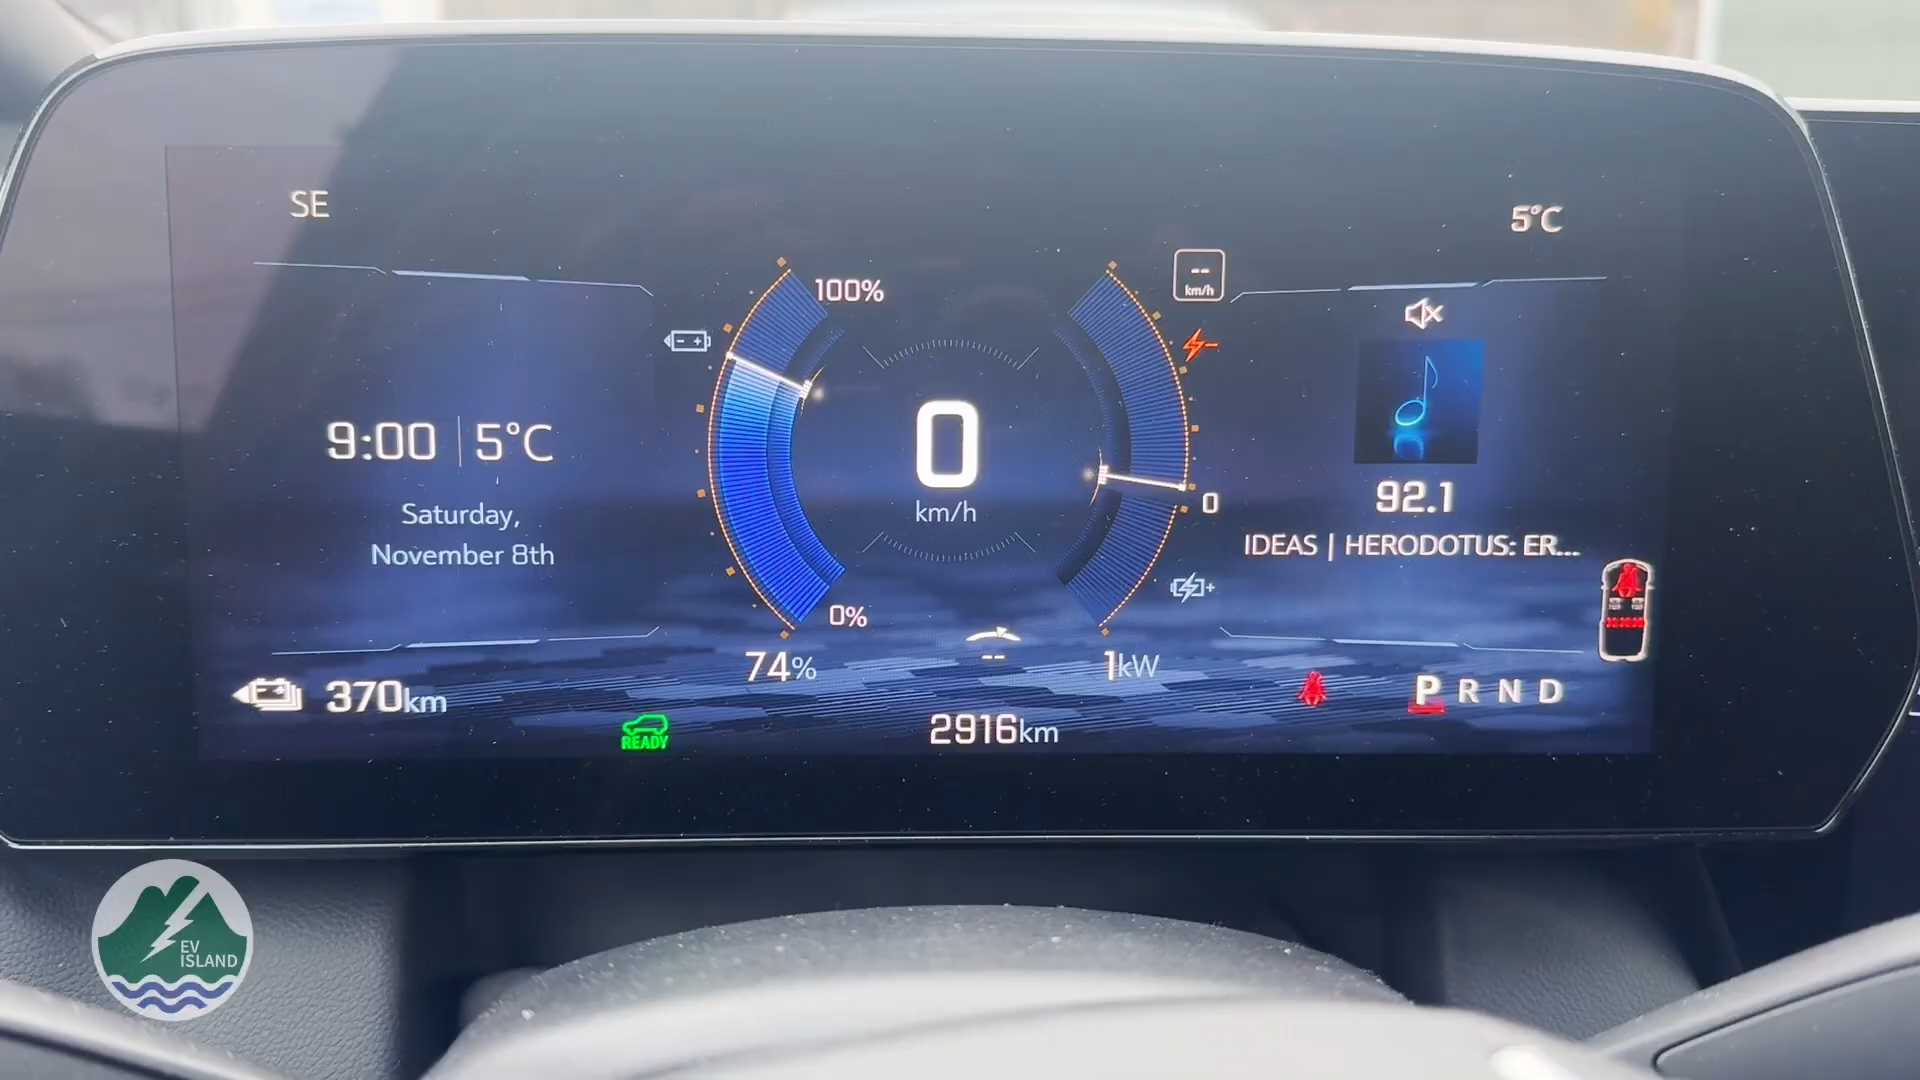 SE
5°C
100%
--
km/h
9:00 | 5°C
Saturday,
November 8th
0
km/h
0
92.1
IDEAS | HERODOTUS: ER...
0%
74%
--
1kW
370km
READY
2916km
P R N D
EV
ISLAND